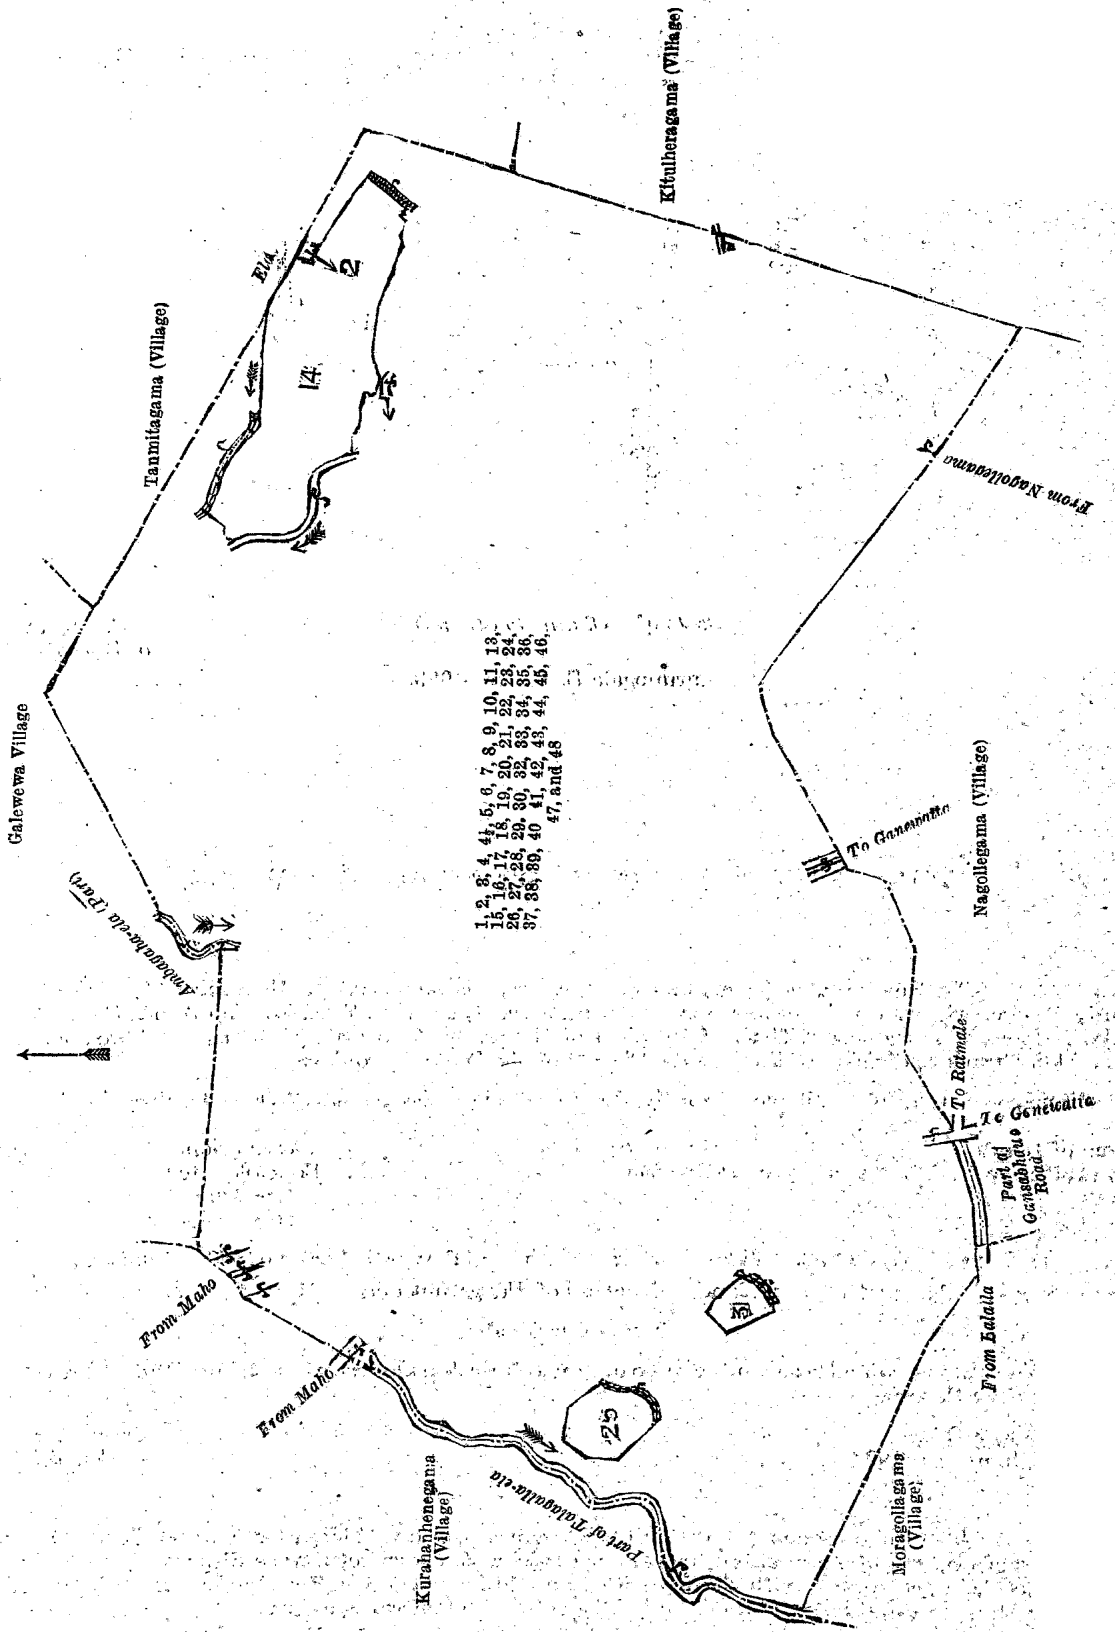 Galewewa Village
Tanmitagama (Village)
Kitulheragama (Village)
Ela
12
14
Ambagaha-ela (Part)
From Nagollegama
1, 2, 3, 4, 4½, 5, 6, 7, 8, 9, 10, 11, 13,
15, 16, 17, 18, 19, 20, 21, 22, 23, 24,
26, 27, 28, 29, 30, 32, 33, 34, 35, 36,
37, 38, 39, 40 41, 42, 43, 44, 45, 46,
47, and 48
To Ganewatta
Nagollegama (Village)
To Ratmale
To Ganewatta
Part of
Gansabhawa
Road
From Balalla
From Maho
From Maho
31
25
Part of Talagalla-ela
Kurahanhenegama
(Village)
Moragollagama
(Village)